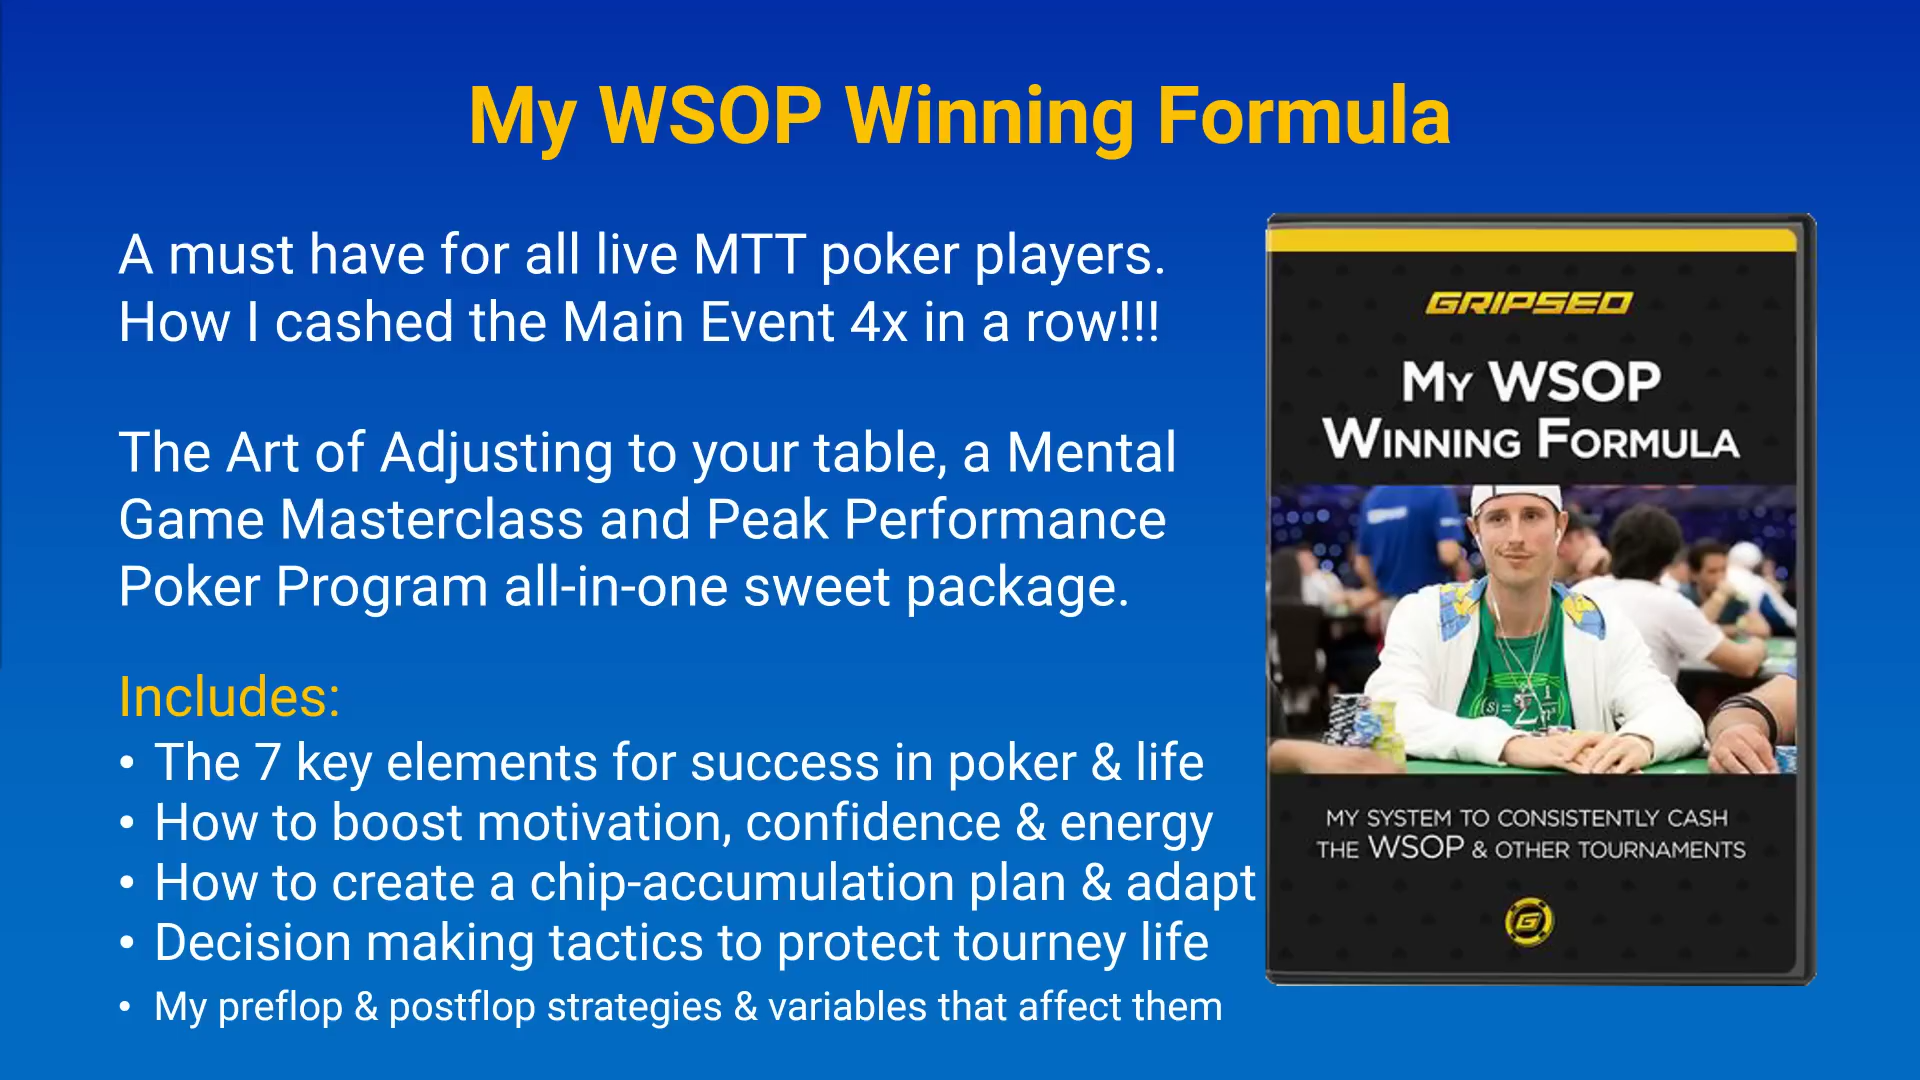 My WSOP Winning Formula
A must have for all live MTT poker players.
How I cashed the Main Event 4x in a row!!!
The Art of Adjusting to your table, a Mental
Game Masterclass and Peak Performance
Poker Program all-in-one sweet package.
Includes:
• The 7 key elements for success in poker & life
• How to boost motivation, confidence & energy
• How to create a chip-accumulation plan & adapt
• Decision making tactics to protect tourney life
• My preflop & postflop strategies & variables that affect them
GRIPSED
MY WSOP
WINNING FORMULA
MY SYSTEM TO CONSISTENTLY CASH
THE WSOP & OTHER TOURNAMENTS
G